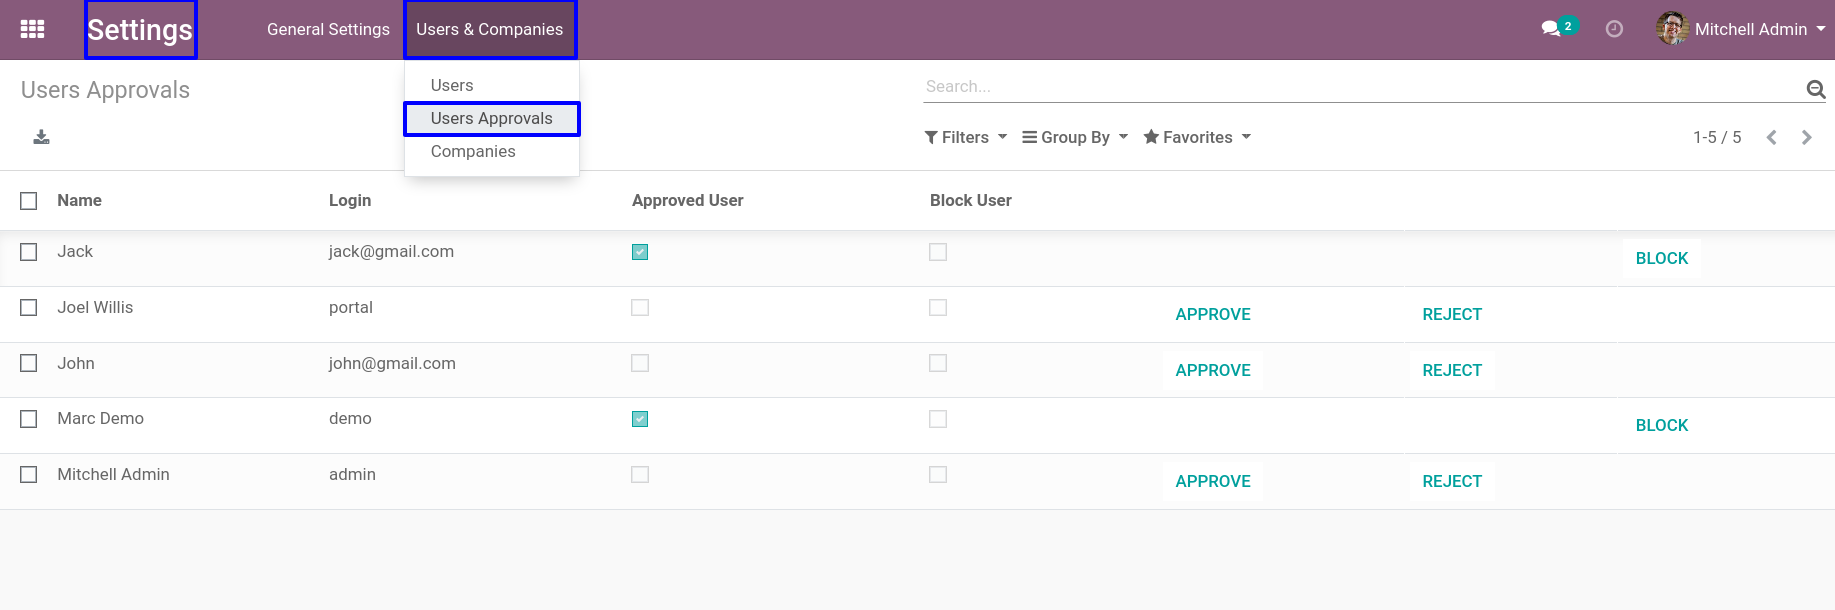 Settings General Settings Users & Companies 2 Mitchell Admin
Users
Users Approvals Search...
Users Approvals
Filters Group By Favorites 1-5 / 5
Companies
Name Login Approved User Block User
Jack jack@gmail.com BLOCK
Joel Willis portal APPROVE REJECT
John john@gmail.com APPROVE REJECT
Marc Demo demo BLOCK
Mitchell Admin admin APPROVE REJECT